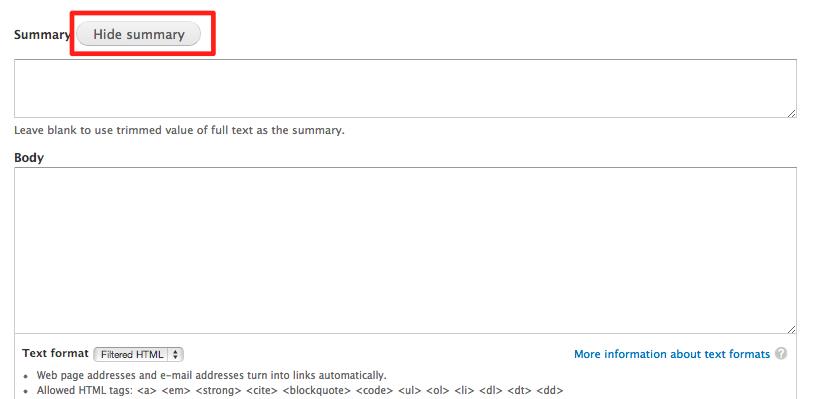 Summary Hide summary
Leave blank to use trimmed value of full text as the summary.
Body
Text format Filtered HTML More information about text formats ?
• Web page addresses and e-mail addresses turn into links automatically.
• Allowed HTML tags: <a> <em> <strong> <cite> <blockquote> <code> <ul> <ol> <li> <dl> <dt> <dd>